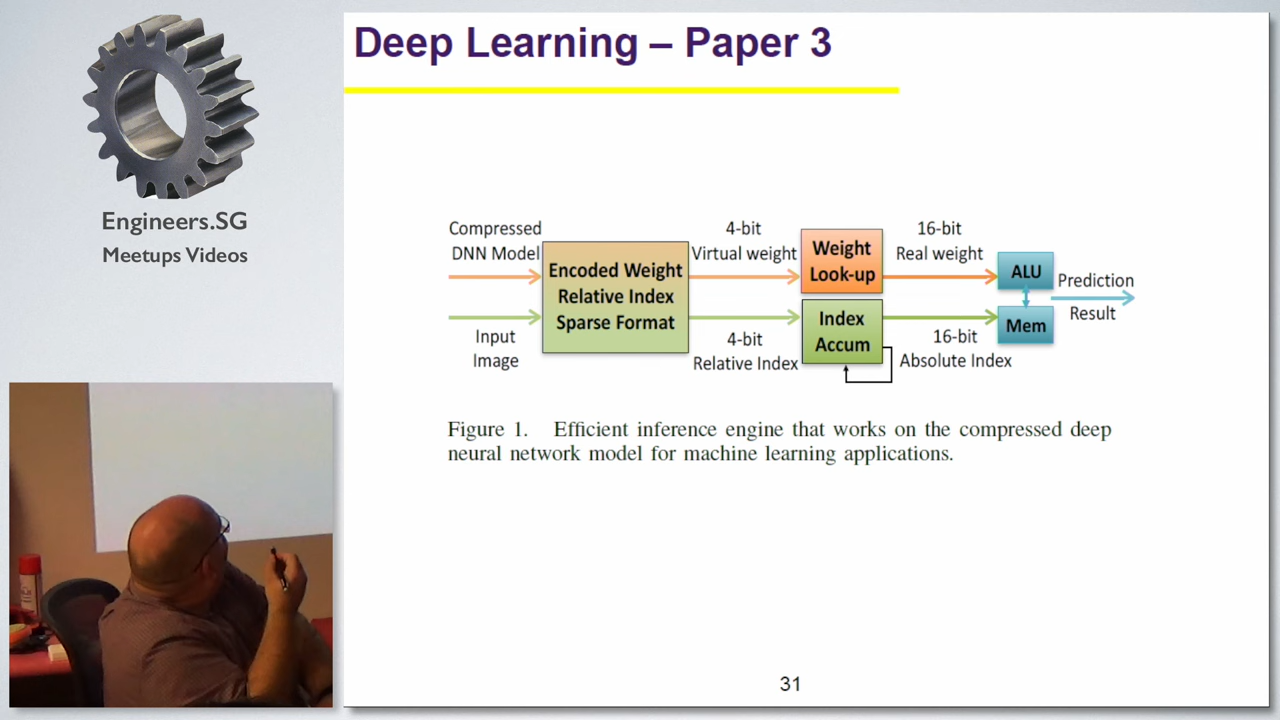 Deep Learning – Paper 3
Engineers.SG
Meetups Videos
Compressed
DNN Model
Input
Image
Encoded Weight
Relative Index
Sparse Format
4-bit
Virtual weight
4-bit
Relative Index
Weight
Look-up
Index
Accum
16-bit
Real weight
16-bit
Absolute Index
ALU
Mem
Prediction
Result
Figure 1. Efficient inference engine that works on the compressed deep
neural network model for machine learning applications.
31